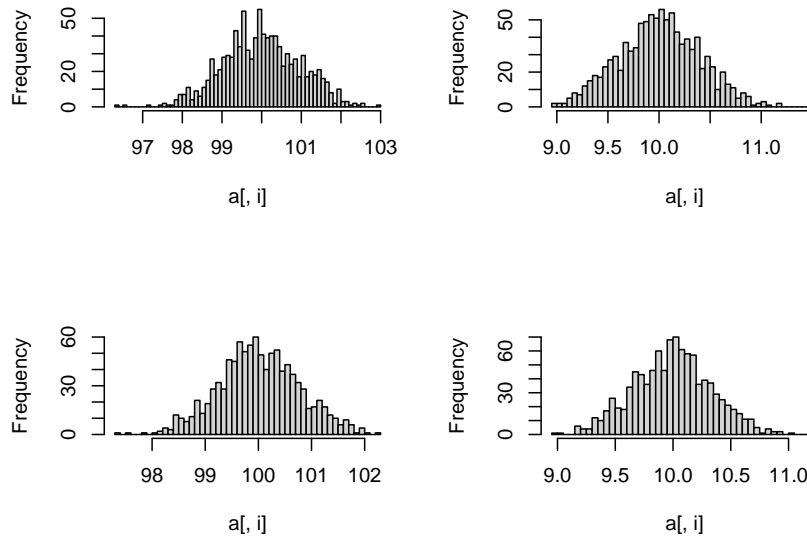 Frequency
0 20 50
97 98 99 101 103
a[, i]
Frequency
0 20 50
9.0 9.5 10.0 11.0
a[, i]
Frequency
0 30 60
98 99 100 101 102
a[, i]
Frequency
0 30 60
9.0 9.5 10.0 10.5 11.0
a[, i]